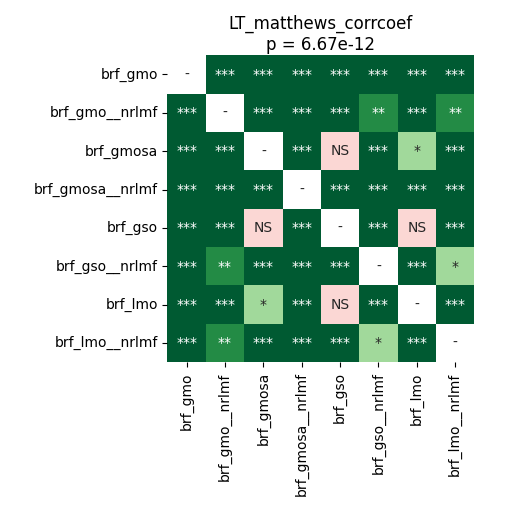 LT_matthews_corrcoef
p = 6.67e-12
brf_gmo - *** *** *** *** *** *** ***
brf_gmo__nrlmf *** - *** *** *** ** *** **
brf_gmosa *** *** - *** NS *** * ***
brf_gmosa__nrlmf *** *** *** - *** *** *** ***
brf_gso *** *** NS *** - *** NS ***
brf_gso__nrlmf *** ** *** *** *** - *** *
brf_lmo *** *** * *** NS *** - ***
brf_lmo__nrlmf *** ** *** *** *** * *** -
brf_gmo
brf_gmo__nrlmf
brf_gmosa
brf_gmosa__nrlmf
brf_gso
brf_gso__nrlmf
brf_lmo
brf_lmo__nrlmf